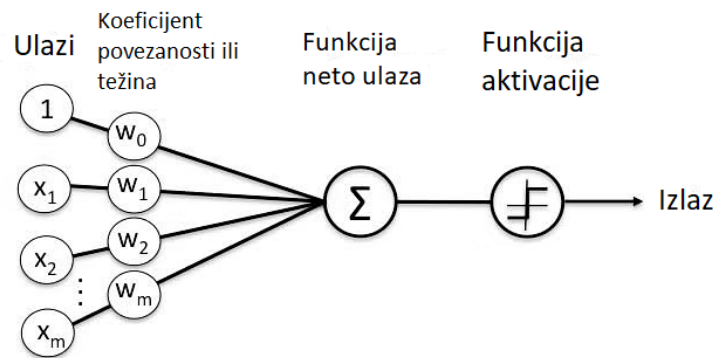 Ulazi
Koeficijent
povezanosti ili
težina
Funkcija
neto ulaza
Funkcija
aktivacije
1
w0
x1
w1
x2
w2
⋮
xm
wm
Σ
Izlaz